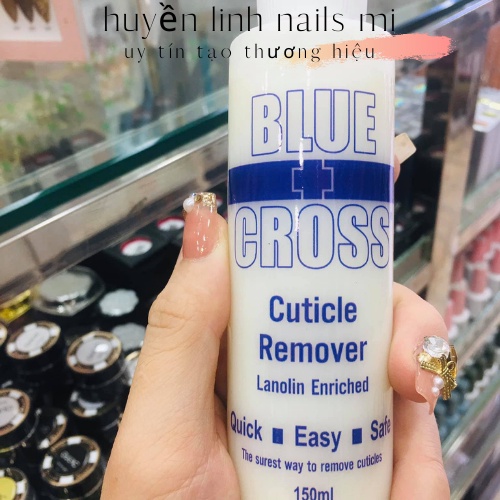 huyền linh nails mi
uy tín tạo thương hiệu
BLUE
CROSS
Cuticle
Remover
Lanolin Enriched
Quick ■ Easy ■ Safe
The surest way to remove cuticles
150ml